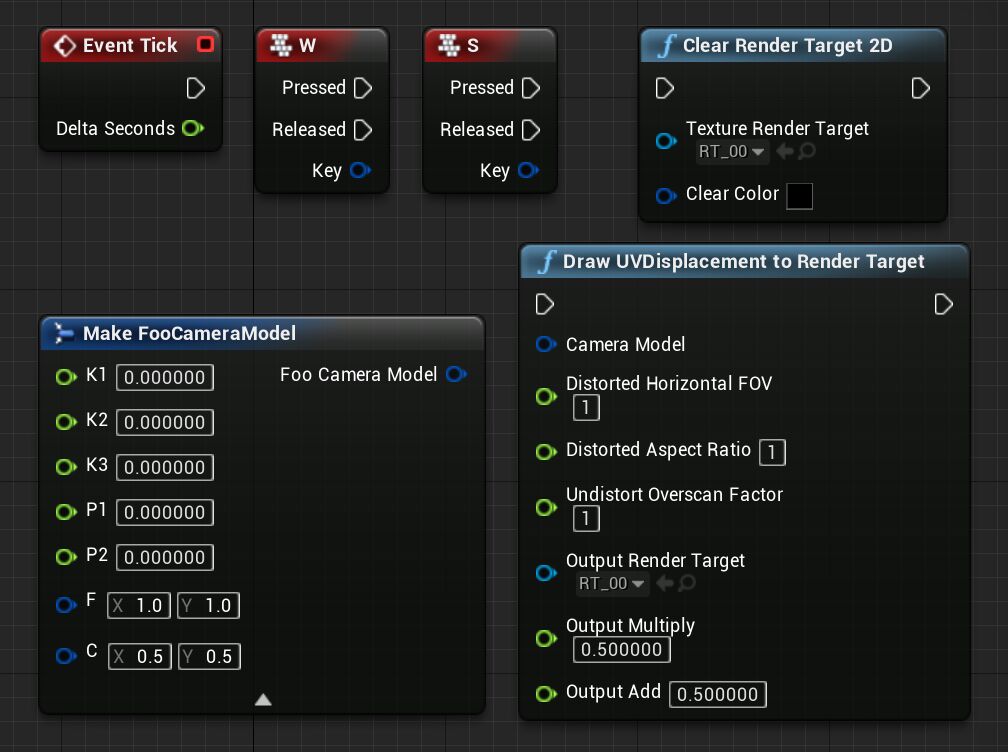 Event Tick
Delta Seconds
W
Pressed
Released
Key
S
Pressed
Released
Key
Clear Render Target 2D
Texture Render Target
RT_00
Clear Color
Make FooCameraModel
K1 0.000000
Foo Camera Model
K2 0.000000
K3 0.000000
P1 0.000000
P2 0.000000
F X 1.0 Y 1.0
C X 0.5 Y 0.5
Draw UVDisplacement to Render Target
Camera Model
Distorted Horizontal FOV
1
Distorted Aspect Ratio 1
Undistort Overscan Factor
1
Output Render Target
RT_00
Output Multiply
0.500000
Output Add 0.500000